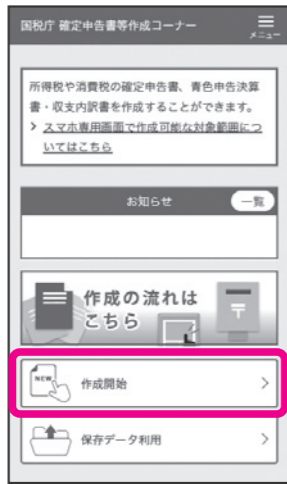 国税庁 確定申告書等作成コーナー
メニュー
所得税や消費税の確定申告書、青色申告決算
書・収支内訳書を作成することができます。
> スマホ専用画面で作成可能な対象範囲につ
いてはこちら
お知らせ
一覧
作成の流れは
こちら
〒
NEW
作成開始
保存データ利用